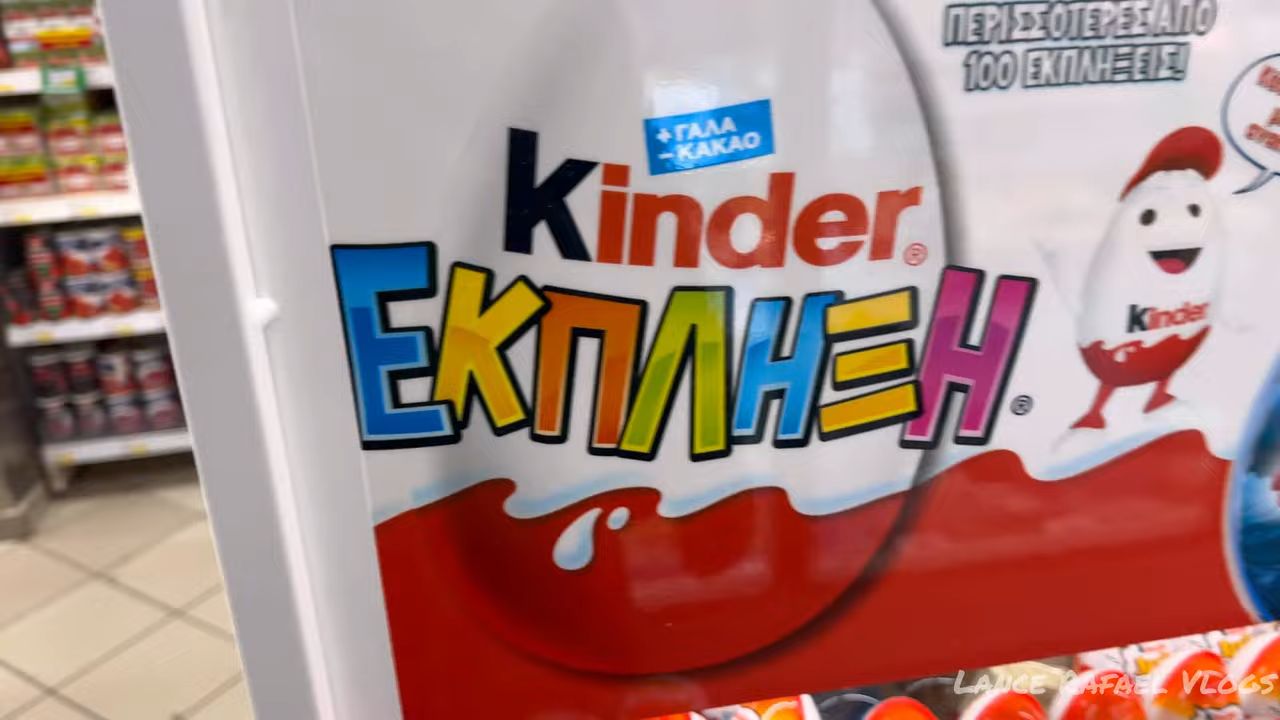 ΠΕΡΙΣΣΟΤΕΡΕΣ ΑΠΟ
100 ΕΚΠΛΗΞΕΙΣ!
+ ΓΑΛΑ
- ΚΑΚΑΟ
Kinder®
ΕΚΠΛΗΞΗ®
Kinder
Lance Rafael Vlogs